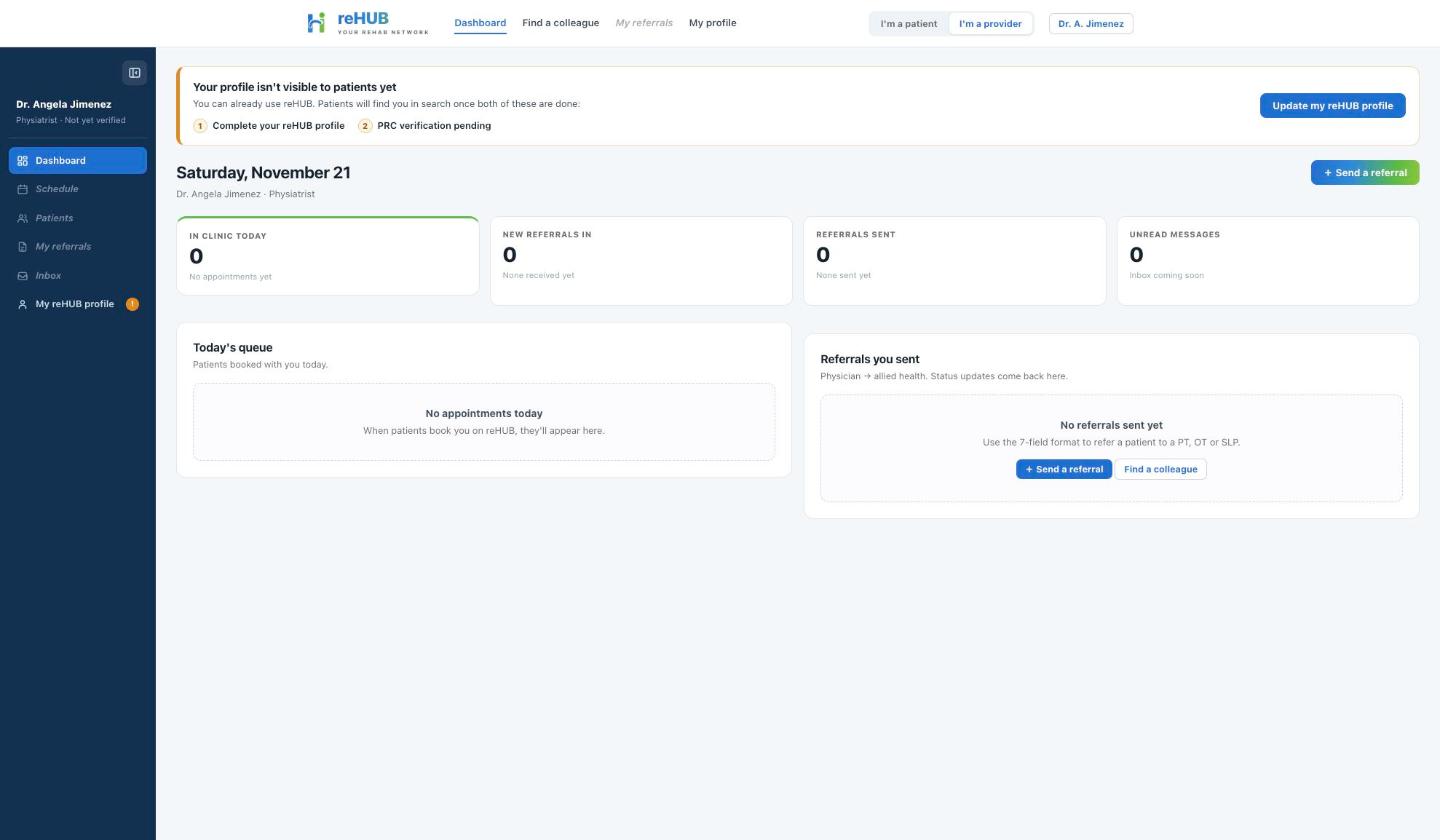 reHUB
YOUR REHAB NETWORK
Dashboard
Find a colleague
My referrals
My profile
I'm a patient
I'm a provider
Dr. A. Jimenez
Dr. Angela Jimenez
Physiatrist · Not yet verified
Dashboard
Schedule
Patients
My referrals
Inbox
My reHUB profile
!
Your profile isn't visible to patients yet
You can already use reHUB. Patients will find you in search once both of these are done:
1 Complete your reHUB profile
2 PRC verification pending
Update my reHUB profile
Saturday, November 21
Dr. Angela Jimenez · Physiatrist
+ Send a referral
IN CLINIC TODAY
0
No appointments yet
NEW REFERRALS IN
0
None received yet
REFERRALS SENT
0
None sent yet
UNREAD MESSAGES
0
Inbox coming soon
Today's queue
Patients booked with you today.
No appointments today
When patients book you on reHUB, they'll appear here.
Referrals you sent
Physician → allied health. Status updates come back here.
No referrals sent yet
Use the 7-field format to refer a patient to a PT, OT or SLP.
+ Send a referral
Find a colleague